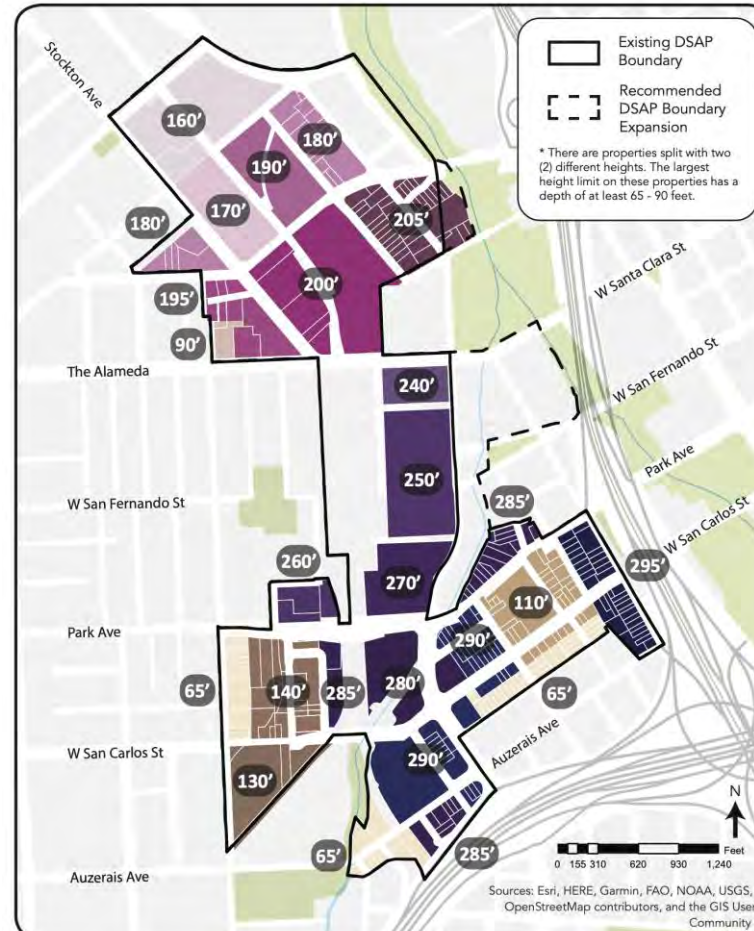 Existing DSAP
Boundary
Recommended
DSAP Boundary
Expansion
* There are properties split with two
(2) different heights. The largest
height limit on these properties has a
depth of at least 65 - 90 feet.
Stockton Ave
160'
180'
190'
170'
205'
180'
200'
195'
90'
W Santa Clara St
The Alameda
W San Fernando St
240'
Park Ave
250'
W San Fernando St
285'
W San Carlos St
260'
295'
270'
110'
Park Ave
290'
65'
140'
285'
280'
65'
W San Carlos St
Auzerais Ave
290'
130'
N
65'
285'
Feet
0 155 310 620 930 1,240
Auzerais Ave
Sources: Esri, HERE, Garmin, FAO, NOAA, USGS,
OpenStreetMap contributors, and the GIS User
Community